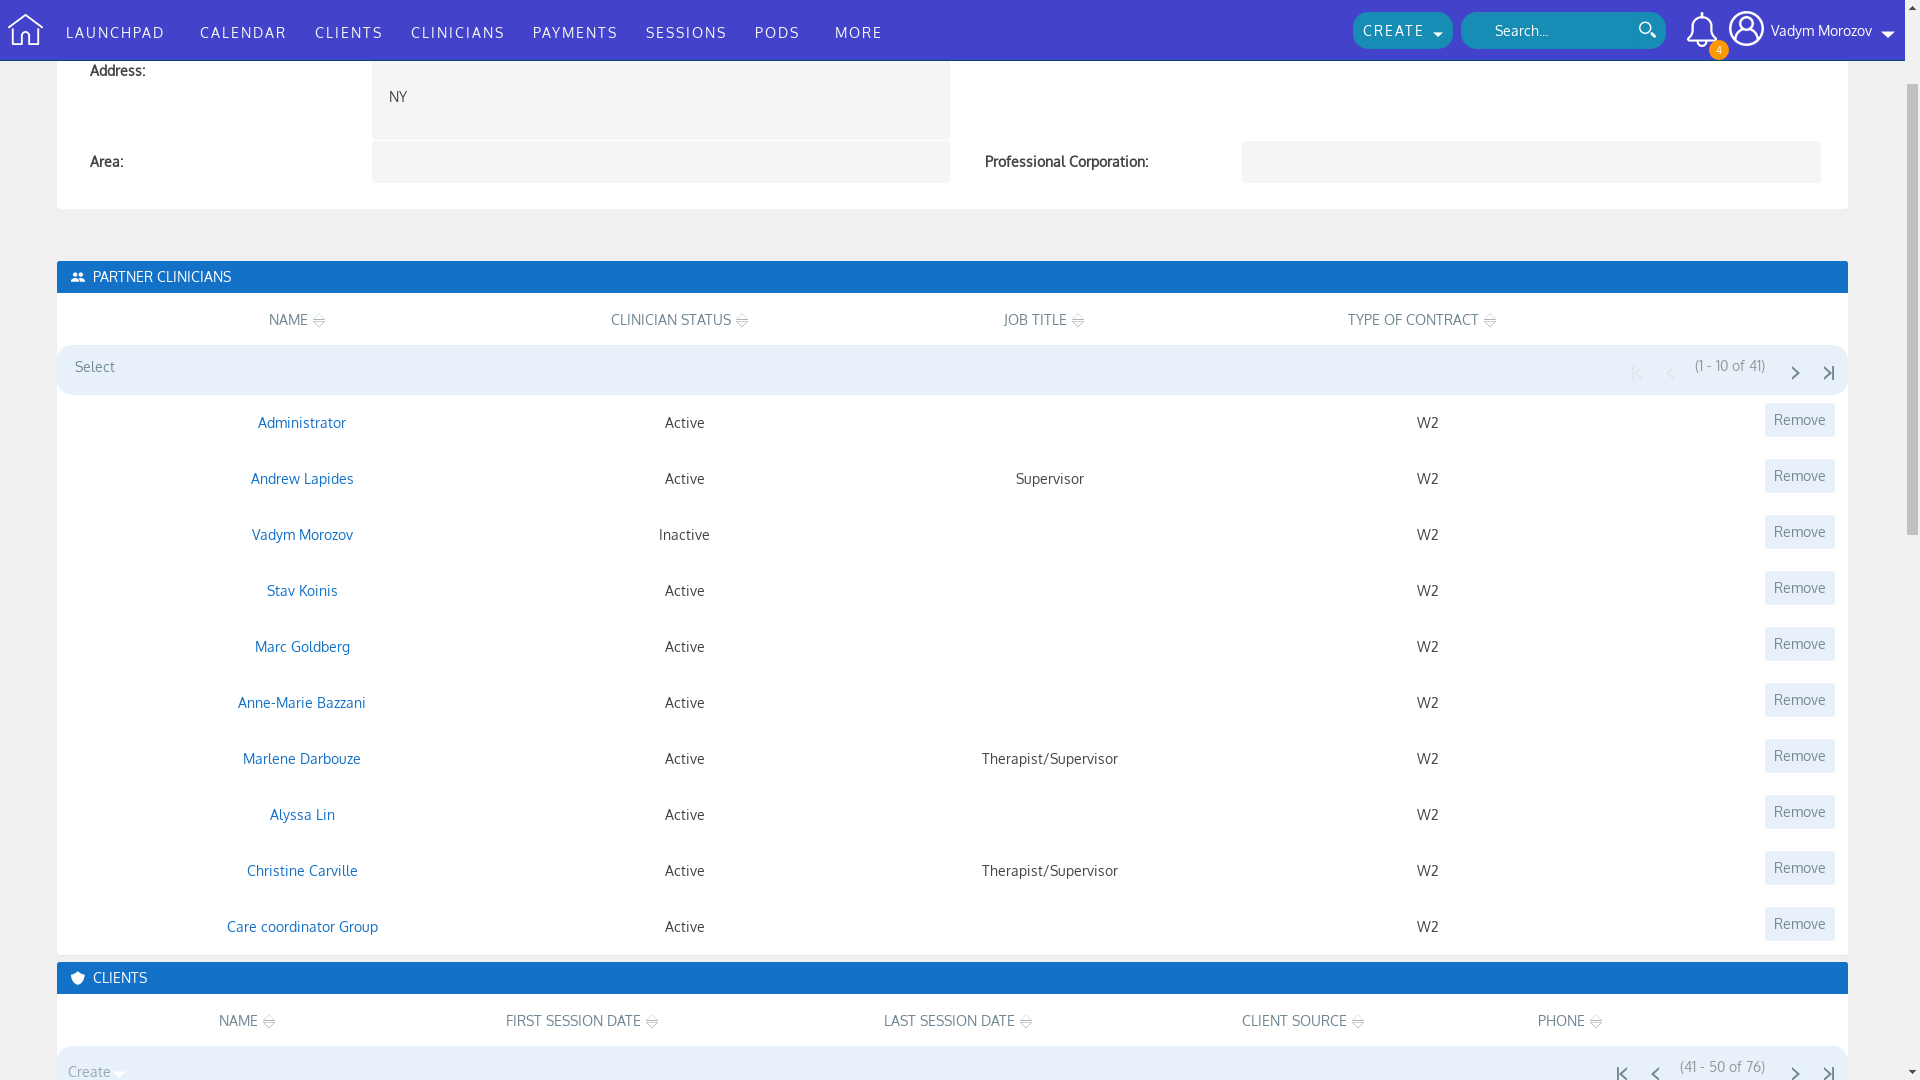 LAUNCHPAD CALENDAR CLIENTS CLINICIANS PAYMENTS SESSIONS PODS MORE CREATE Search... 4 Vadym Morozov
Address:
NY
Area: Professional Corporation:
PARTNER CLINICIANS
NAME CLINICIAN STATUS JOB TITLE TYPE OF CONTRACT
Select (1 - 10 of 41)
Administrator Active W2 Remove
Andrew Lapides Active Supervisor W2 Remove
Vadym Morozov Inactive W2 Remove
Stav Koinis Active W2 Remove
Marc Goldberg Active W2 Remove
Anne-Marie Bazzani Active W2 Remove
Marlene Darbouze Active Therapist/Supervisor W2 Remove
Alyssa Lin Active W2 Remove
Christine Carville Active Therapist/Supervisor W2 Remove
Care coordinator Group Active W2 Remove
CLIENTS
NAME FIRST SESSION DATE LAST SESSION DATE CLIENT SOURCE PHONE
Create (41 - 50 of 76)